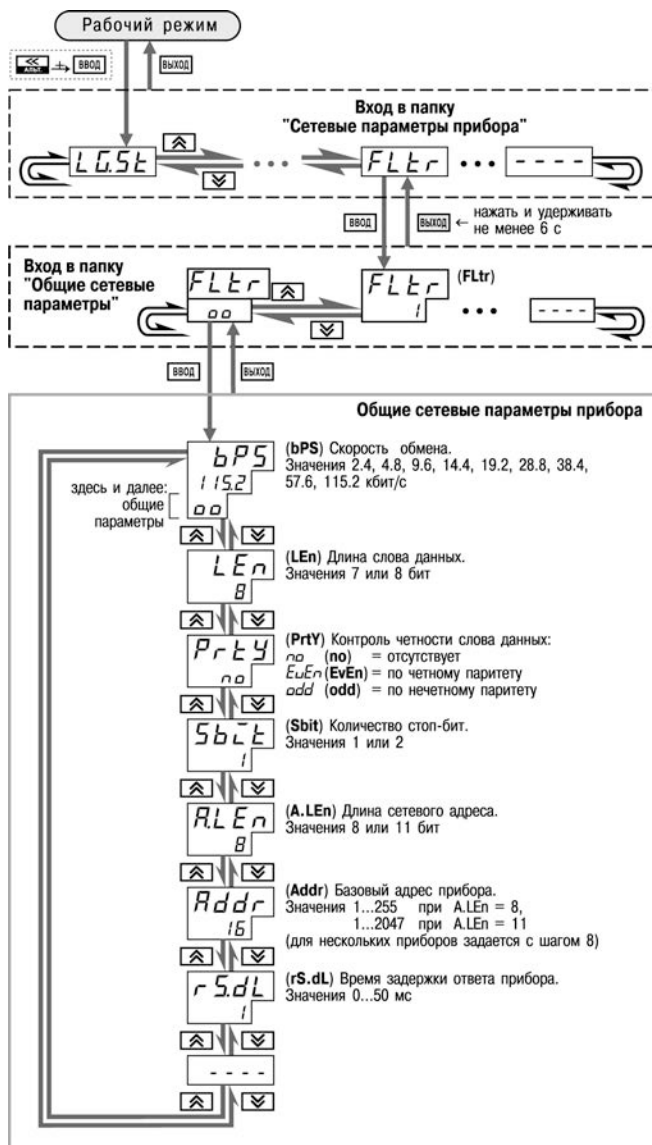 Рабочий режим
<<
Альт.
ВВОД
ВЫХОД
Вход в папку
"Сетевые параметры прибора"
LG.St
• • •
FLtr
• • •
- - - -
ВВОД
ВЫХОД
← нажать и удерживать
не менее 6 с
Вход в папку
"Общие сетевые
параметры"
FLtr
oo
FLtr
1
(FLtr)
• • •
- - - -
ВВОД
ВЫХОД
Общие сетевые параметры прибора
bPS
115.2
oo
здесь и далее:
общие
параметры
(bPS) Скорость обмена.
Значения 2.4, 4.8, 9.6, 14.4, 19.2, 28.8, 38.4,
57.6, 115.2 кбит/с
LEn
8
(LEn) Длина слова данных.
Значения 7 или 8 бит
PrtY
no
(PrtY) Контроль четности слова данных:
no (no) = отсутствует
EvEn (EvEn) = по четному паритету
odd (odd) = по нечетному паритету
Sbit
1
(Sbit) Количество стоп-бит.
Значения 1 или 2
A.LEn
8
(A.LEn) Длина сетевого адреса.
Значения 8 или 11 бит
Addr
16
(Addr) Базовый адрес прибора.
Значения 1...255 при A.LEn = 8,
1...2047 при A.LEn = 11
(для нескольких приборов задается с шагом 8)
rS.dL
1
(rS.dL) Время задержки ответа прибора.
Значения 0...50 мс
- - - -